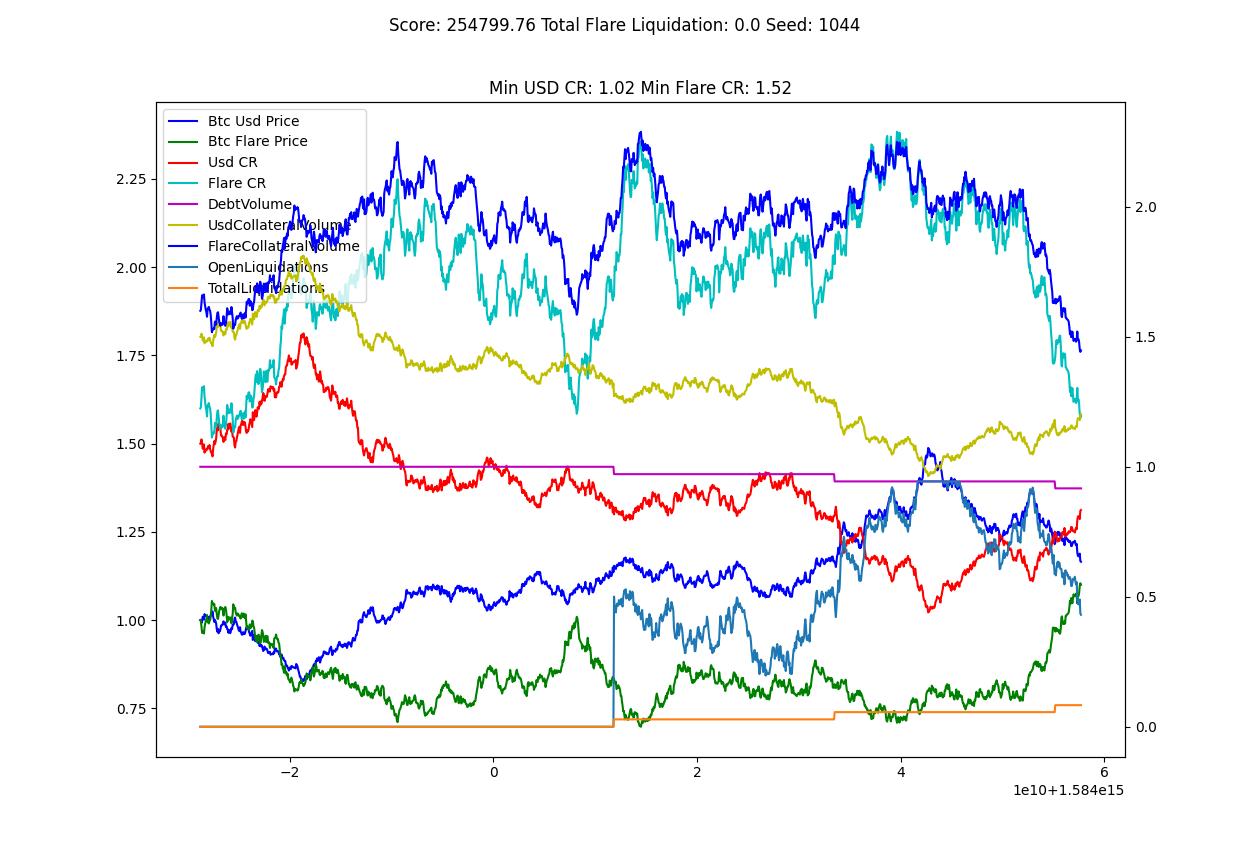 Score: 254799.76 Total Flare Liquidation: 0.0 Seed: 1044
Min USD CR: 1.02 Min Flare CR: 1.52
Btc Usd Price
Btc Flare Price
Usd CR
Flare CR
DebtVolume
UsdCollateralVolume
FlareCollateralVolume
OpenLiquidations
TotalLiquidations
2.25
2.00
1.75
1.50
1.25
1.00
0.75
2.0
1.5
1.0
0.5
0.0
−2
0
2
4
6
1e10+1.584e15